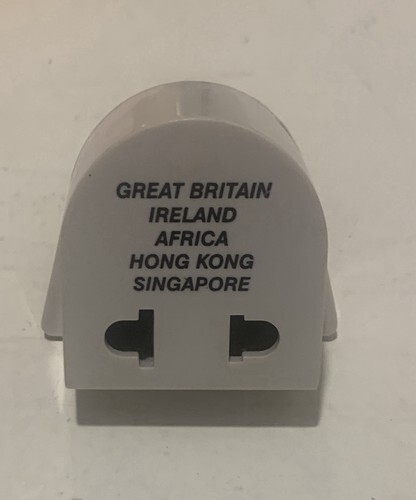 GREAT BRITAIN
IRELAND
AFRICA
HONG KONG
SINGAPORE